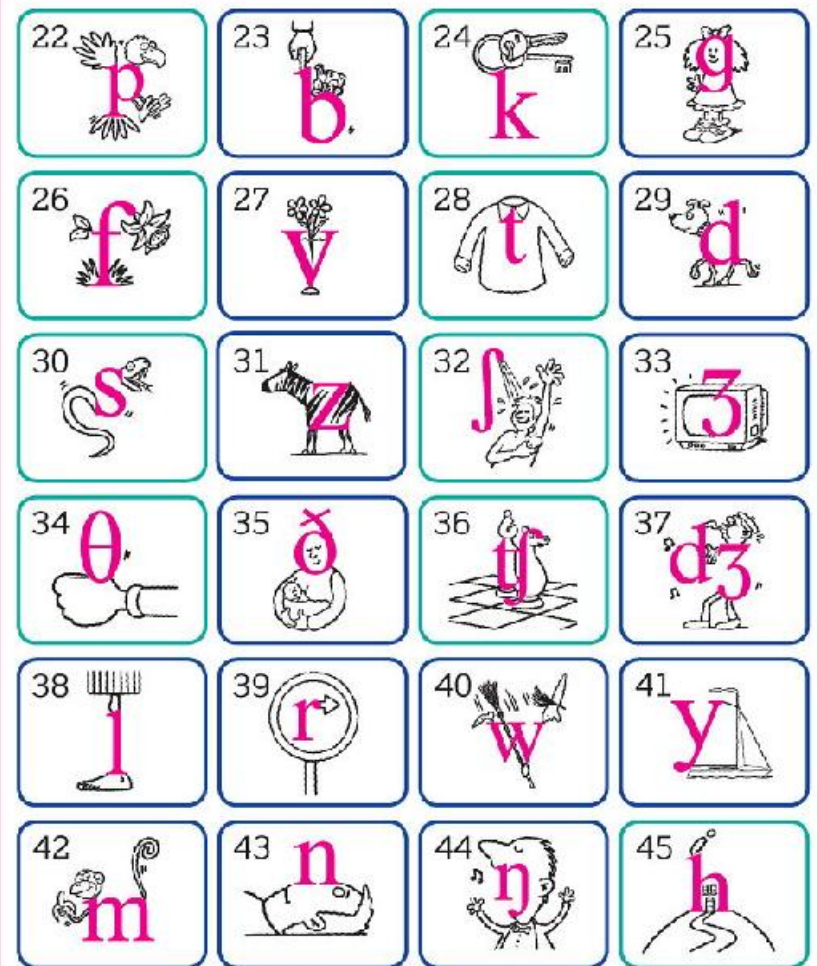 22 p
23 b
24 k
25 g
26 f
27 v
28 t
29 d
30 s
31 z
32 ʃ
33 ʒ
34 θ
35 ð
36 tʃ
37 dʒ
38 l
39 r
40 w
41 y
42 m
43 n
44 ŋ
45 h